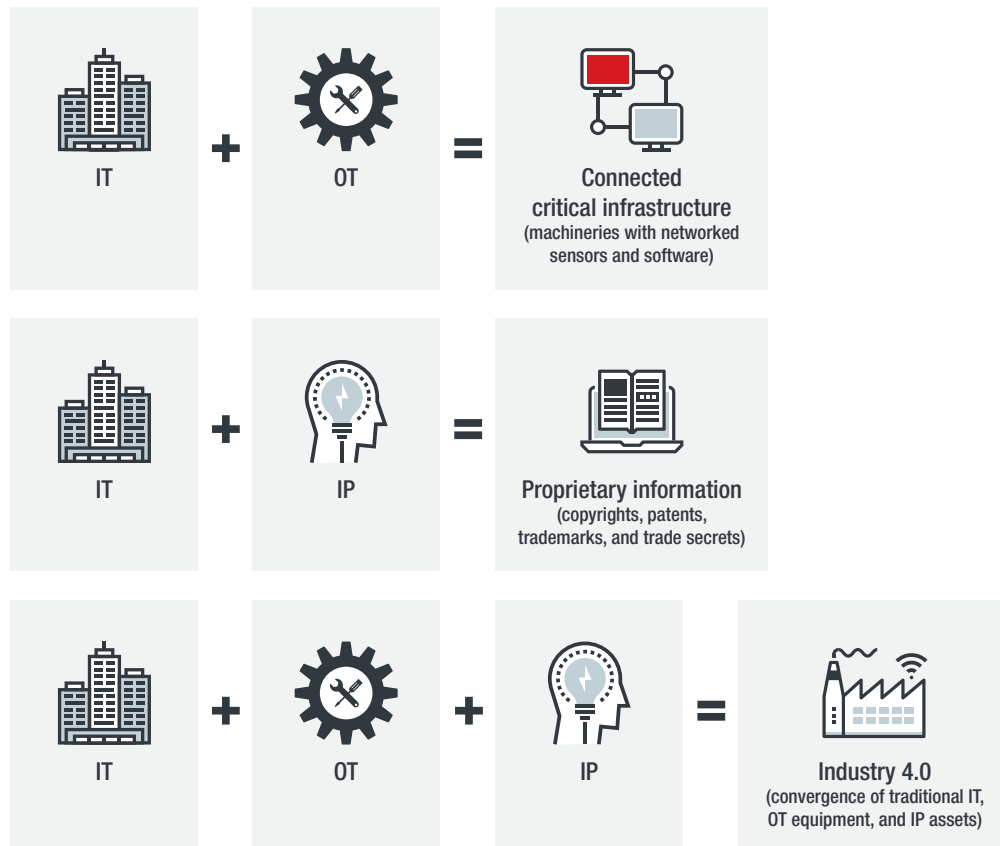 IT
+
OT
=
Connected
critical infrastructure
(machineries with networked
sensors and software)
IT
+
IP
=
Proprietary information
(copyrights, patents,
trademarks, and trade secrets)
IT
+
OT
+
IP
=
Industry 4.0
(convergence of traditional IT,
OT equipment, and IP assets)